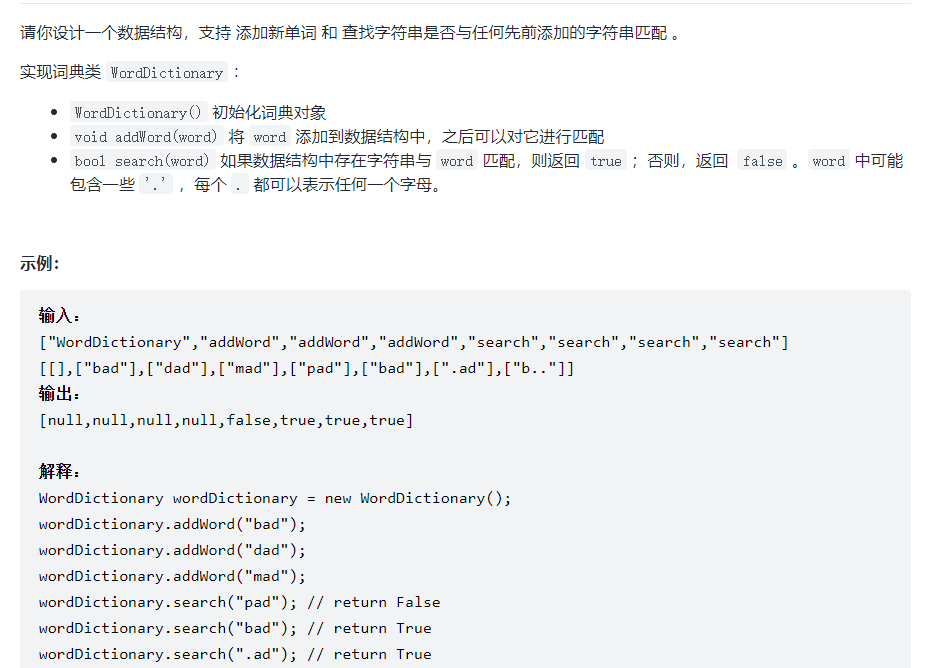 请你设计一个数据结构，支持 添加新单词 和 查找字符串是否与任何先前添加的字符串匹配 。
实现词典类 WordDictionary ：
WordDictionary() 初始化词典对象
void addWord(word) 将 word 添加到数据结构中，之后可以对它进行匹配
bool search(word) 如果数据结构中存在字符串与 word 匹配，则返回 true ；否则，返回 false 。word 中可能
包含一些 '.' ，每个 . 都可以表示任何一个字母。
示例：
输入：
["WordDictionary","addWord","addWord","addWord","search","search","search","search"]
[[],["bad"],["dad"],["mad"],["pad"],["bad"],[".ad"],["b.."]]
输出：
[null,null,null,null,false,true,true,true]
解释：
WordDictionary wordDictionary = new WordDictionary();
wordDictionary.addWord("bad");
wordDictionary.addWord("dad");
wordDictionary.addWord("mad");
wordDictionary.search("pad"); // return False
wordDictionary.search("bad"); // return True
wordDictionary.search(".ad"); // return True